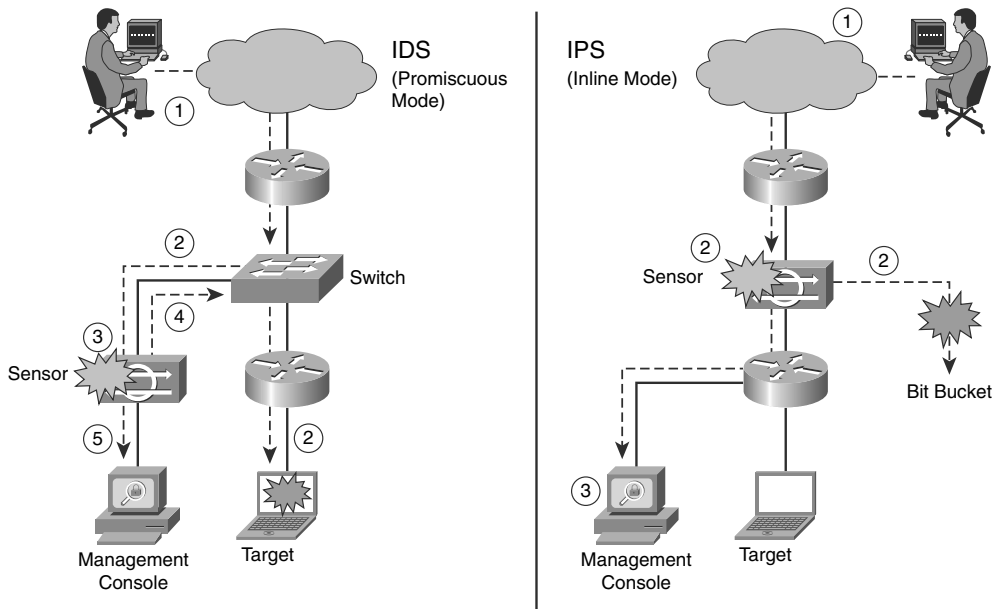 IDS
(Promiscuous
Mode)
1
2
Switch
4
3
Sensor
5
2
Management
Console
Target
IPS
(Inline Mode)
1
2
2
Sensor
Bit Bucket
3
Management
Console
Target